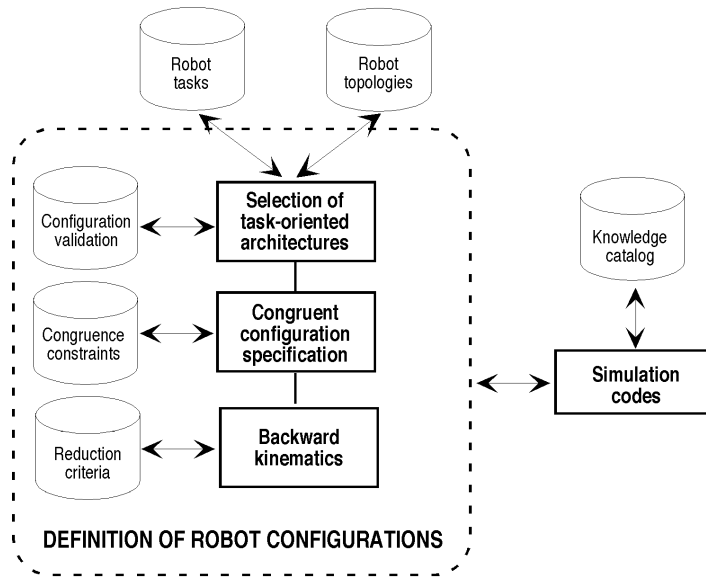 Robot
tasks
Robot
topologies
Configuration
validation
Selection of
task-oriented
architectures
Knowledge
catalog
Congruence
constraints
Congruent
configuration
specification
Simulation
codes
Reduction
criteria
Backward
kinematics
DEFINITION OF ROBOT CONFIGURATIONS